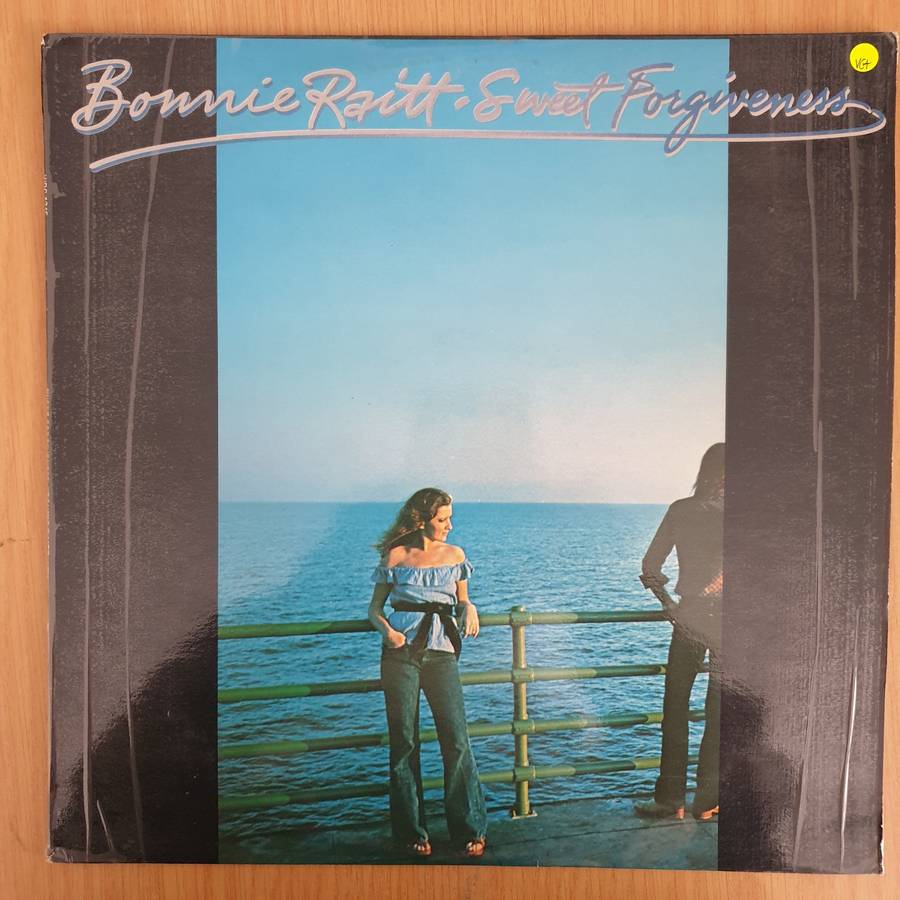 Bonnie Raitt • Sweet Forgiveness
VG+